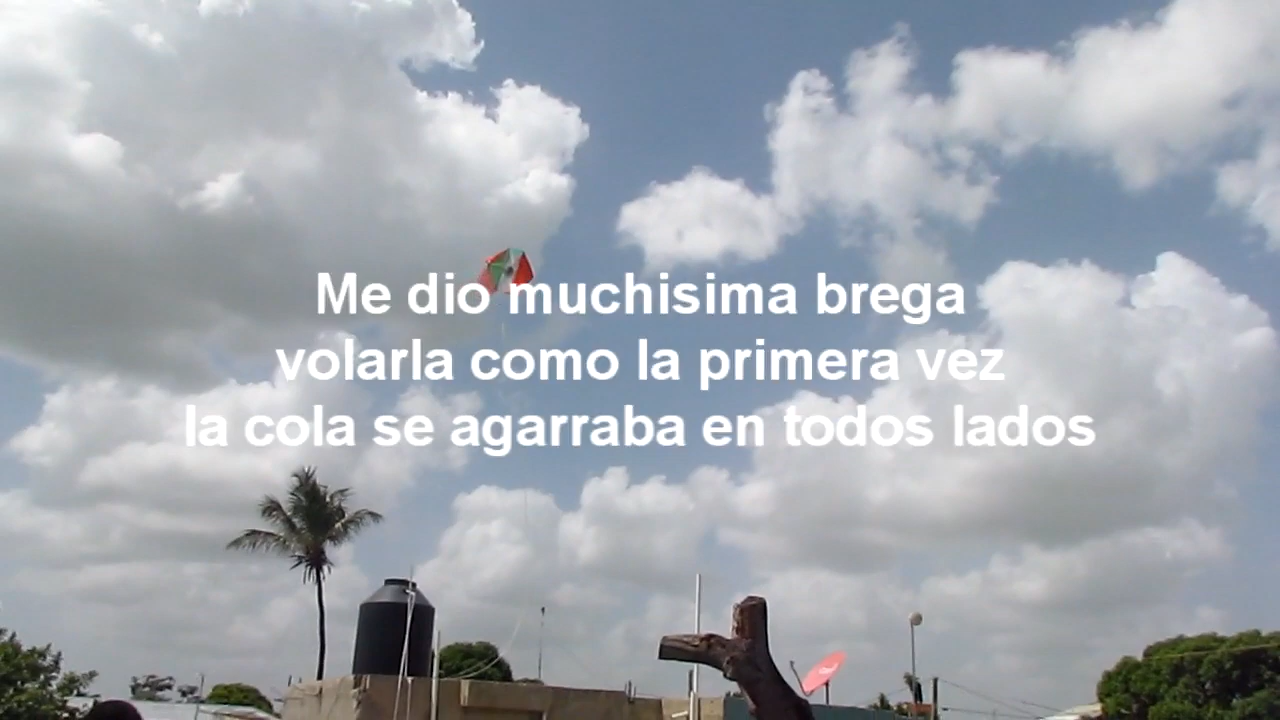 Me dio muchisima brega
volarla como la primera vez
la cola se agarraba en todos lados